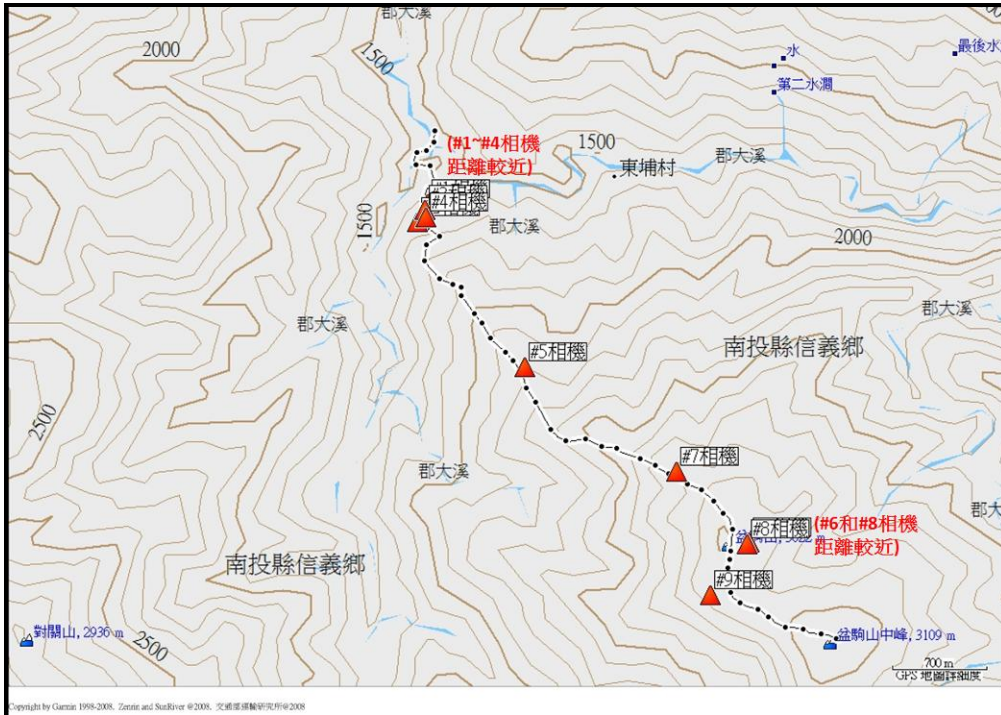 郡大溪
2000
1500
水
最後水
第二水源
(#1~#4相機
距離較近)
1500
東埔村
郡大溪
#4相機
~1500
郡大溪
2000
郡大溪
郡大溪
#5相機
南投縣信義鄉
2500
#7相機
郡大溪
郡大
#8相機
(#6和#8相機
距離較近)
南投縣信義鄉
#9相機
對關山, 2936 m
2500
盆駒山中峰, 3109 m
700 m
GPS 地圖詳細度
Copyright by Garmin 1998-2008. Zenrin and SunRiver @2008. 交通部運輸研究所@2008